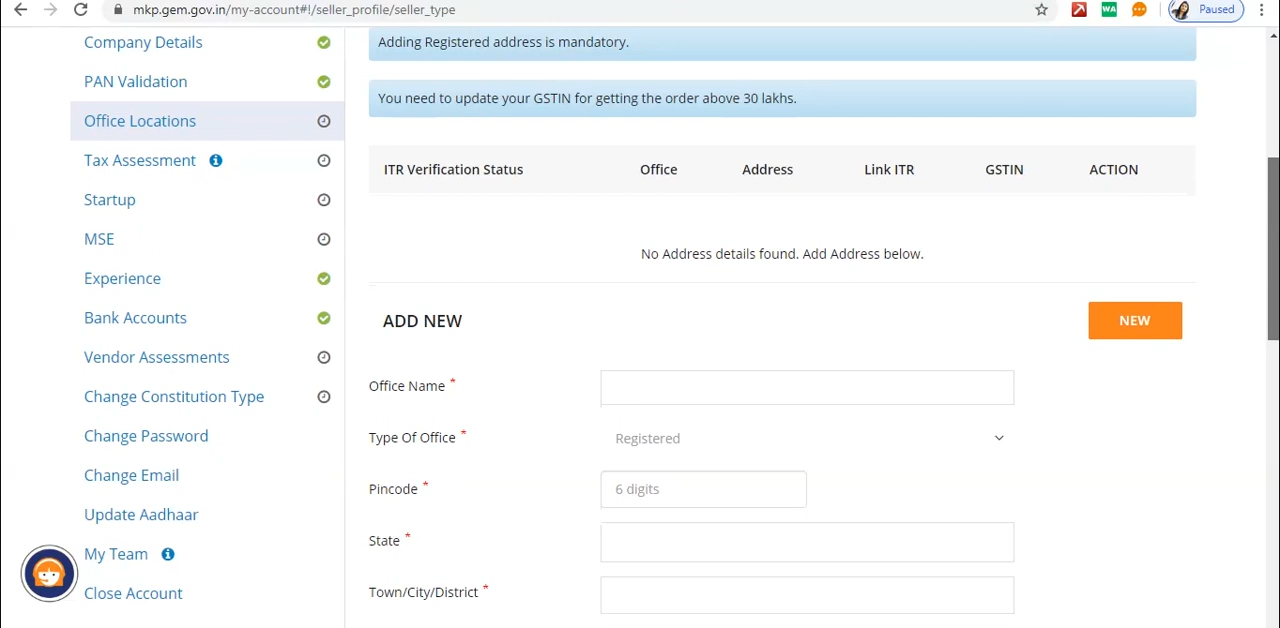 mkp.gem.gov.in/my-account#!/seller_profile/seller_type
WA
Paused
Company Details
PAN Validation
Office Locations
Tax Assessment
Startup
MSE
Experience
Bank Accounts
Vendor Assessments
Change Constitution Type
Change Password
Change Email
Update Aadhaar
My Team
Close Account
Adding Registered address is mandatory.
You need to update your GSTIN for getting the order above 30 lakhs.
ITR Verification Status Office Address Link ITR GSTIN ACTION
No Address details found. Add Address below.
ADD NEW NEW
Office Name *
Type Of Office * Registered
Pincode * 6 digits
State *
Town/City/District *